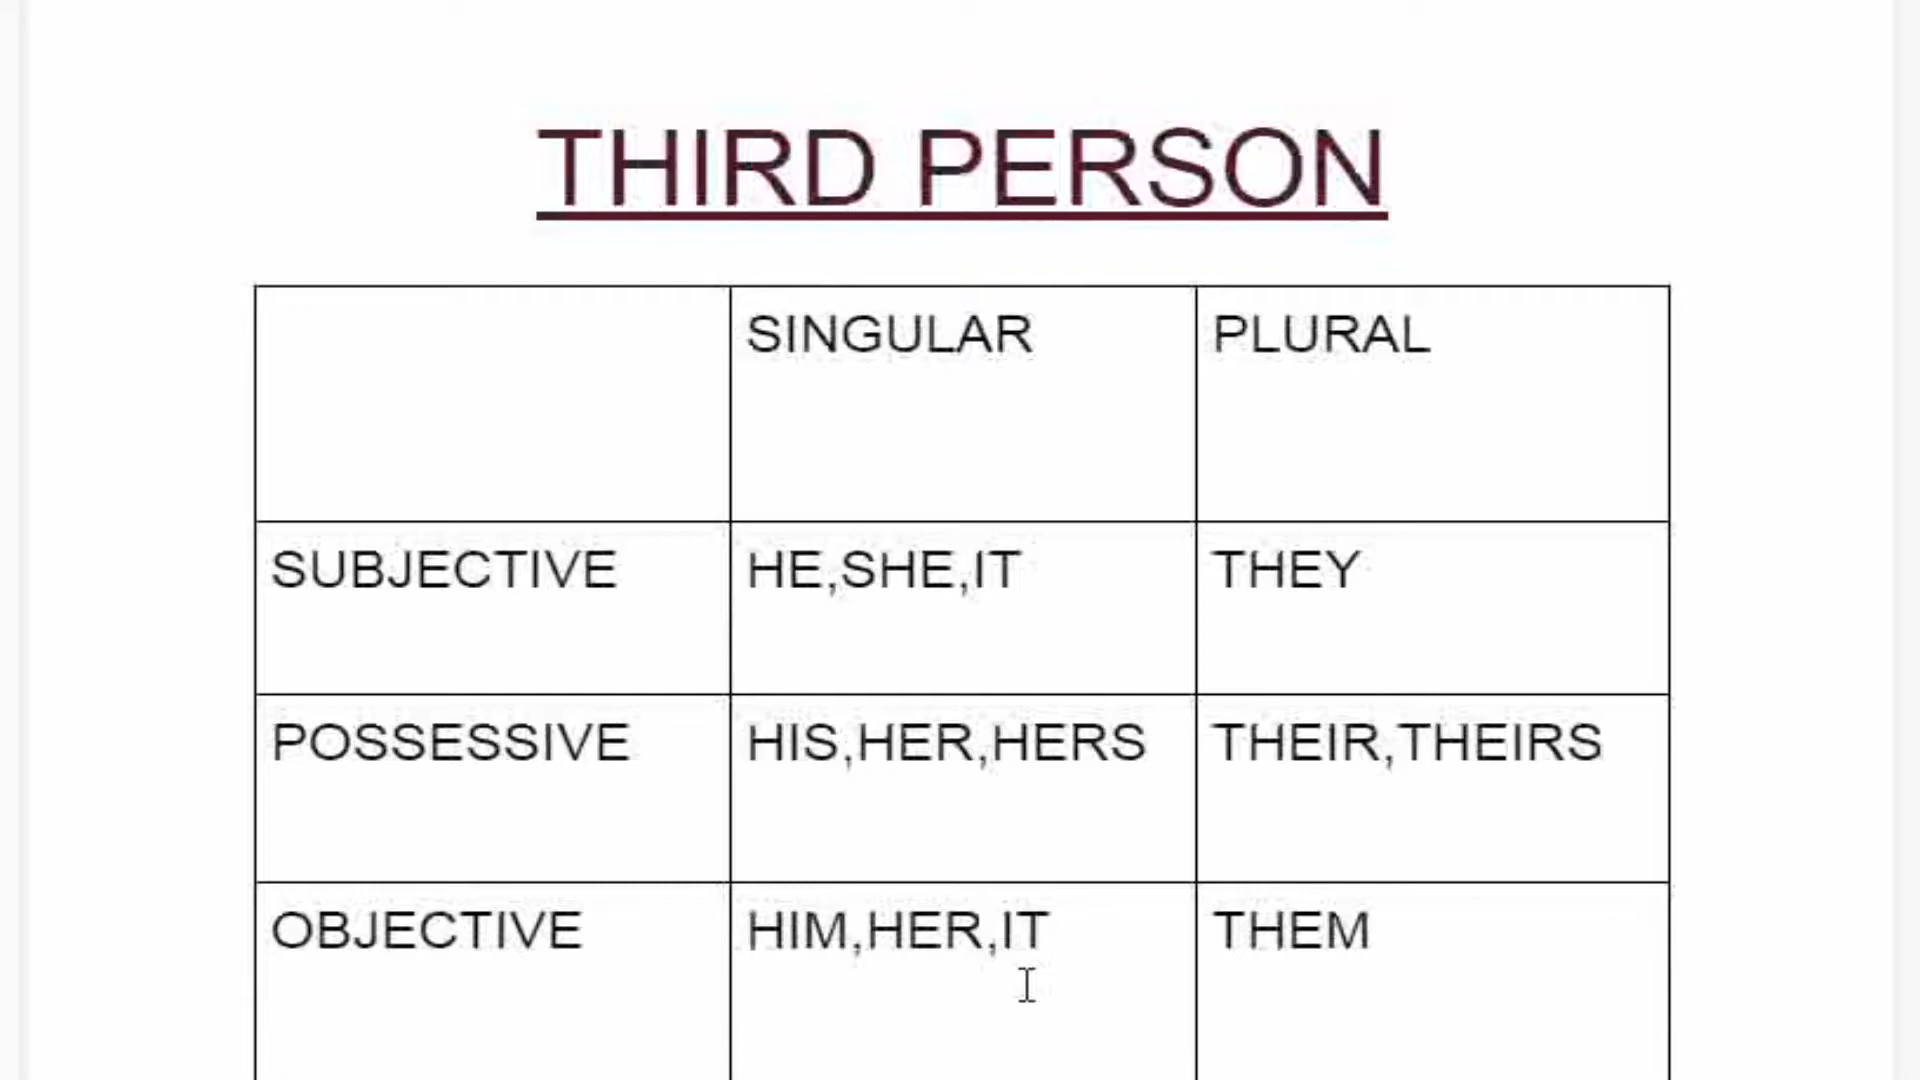 THIRD PERSON
SINGULAR PLURAL
SUBJECTIVE HE,SHE,IT THEY
POSSESSIVE HIS,HER,HERS THEIR,THEIRS
OBJECTIVE HIM,HER,IT THEM